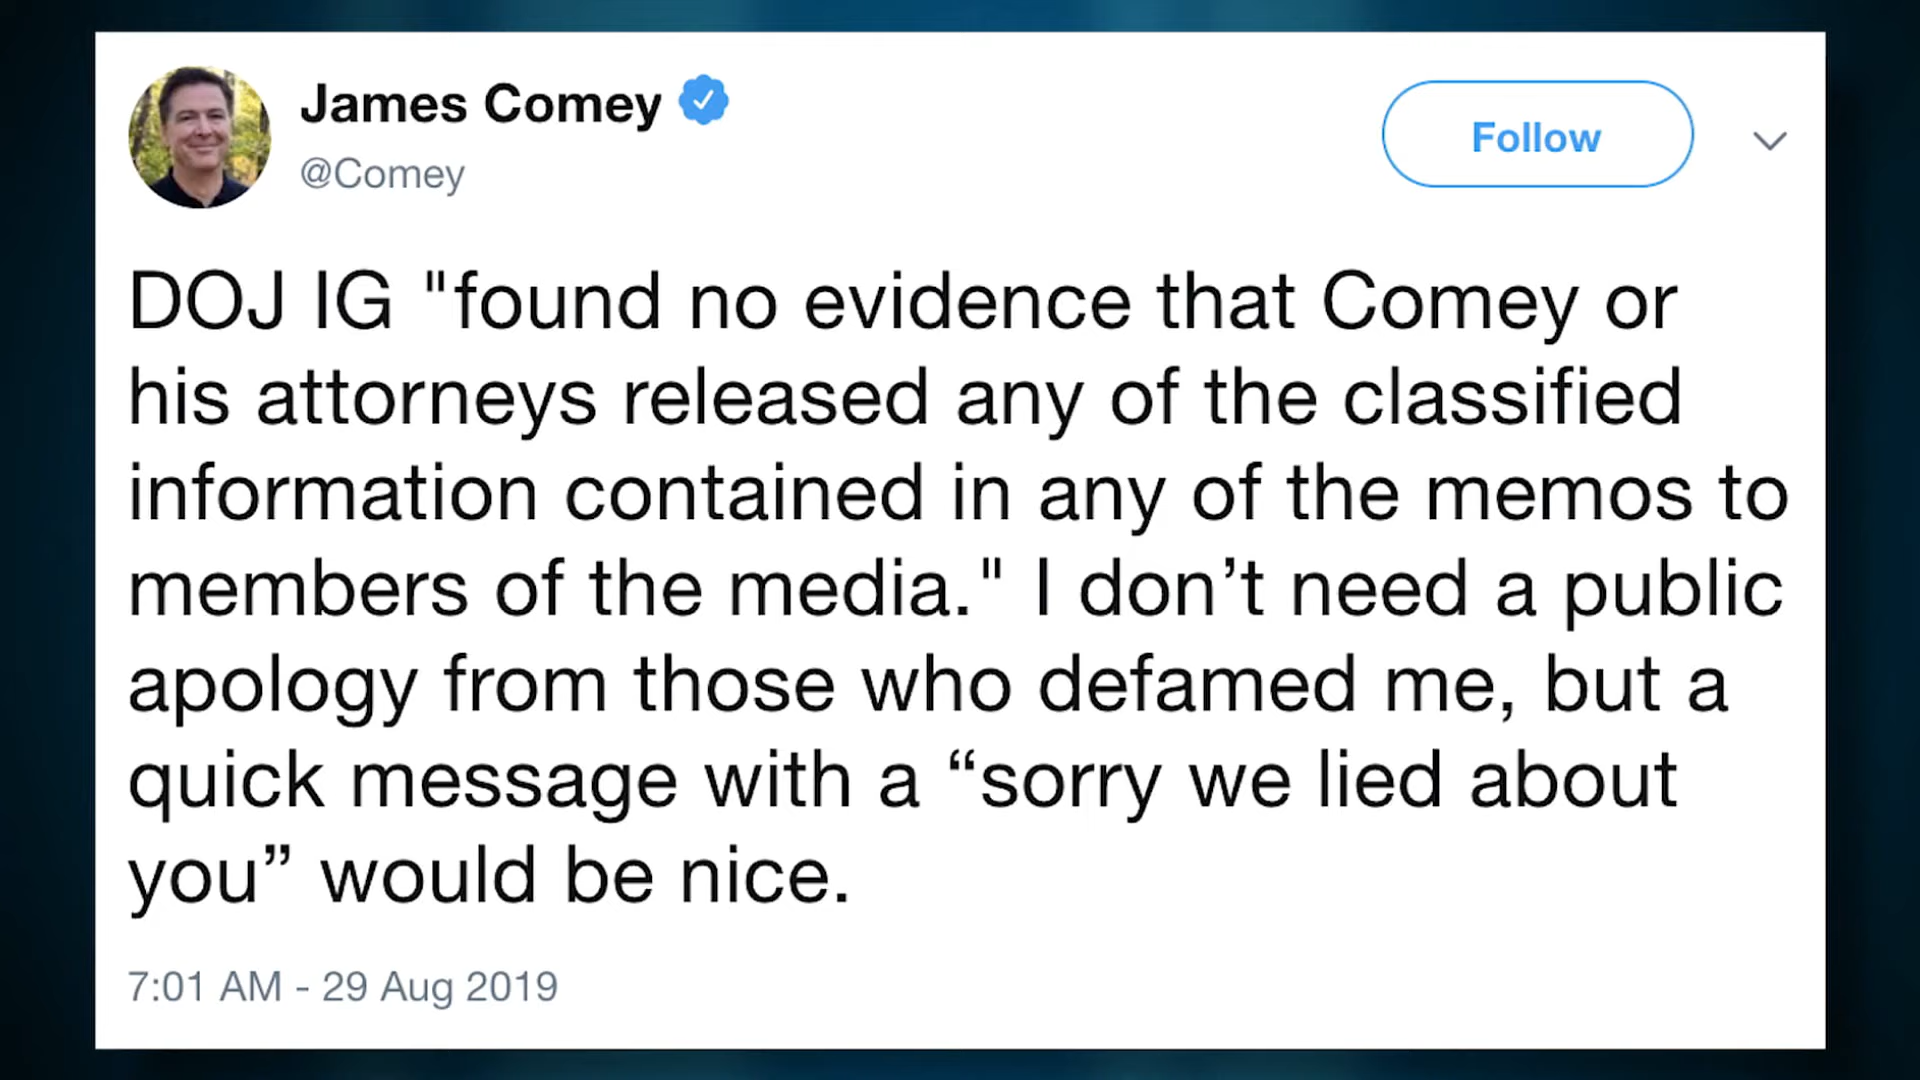 James Comey
@Comey
Follow
DOJ IG "found no evidence that Comey or
his attorneys released any of the classified
information contained in any of the memos to
members of the media." I don’t need a public
apology from those who defamed me, but a
quick message with a “sorry we lied about
you” would be nice.
7:01 AM - 29 Aug 2019